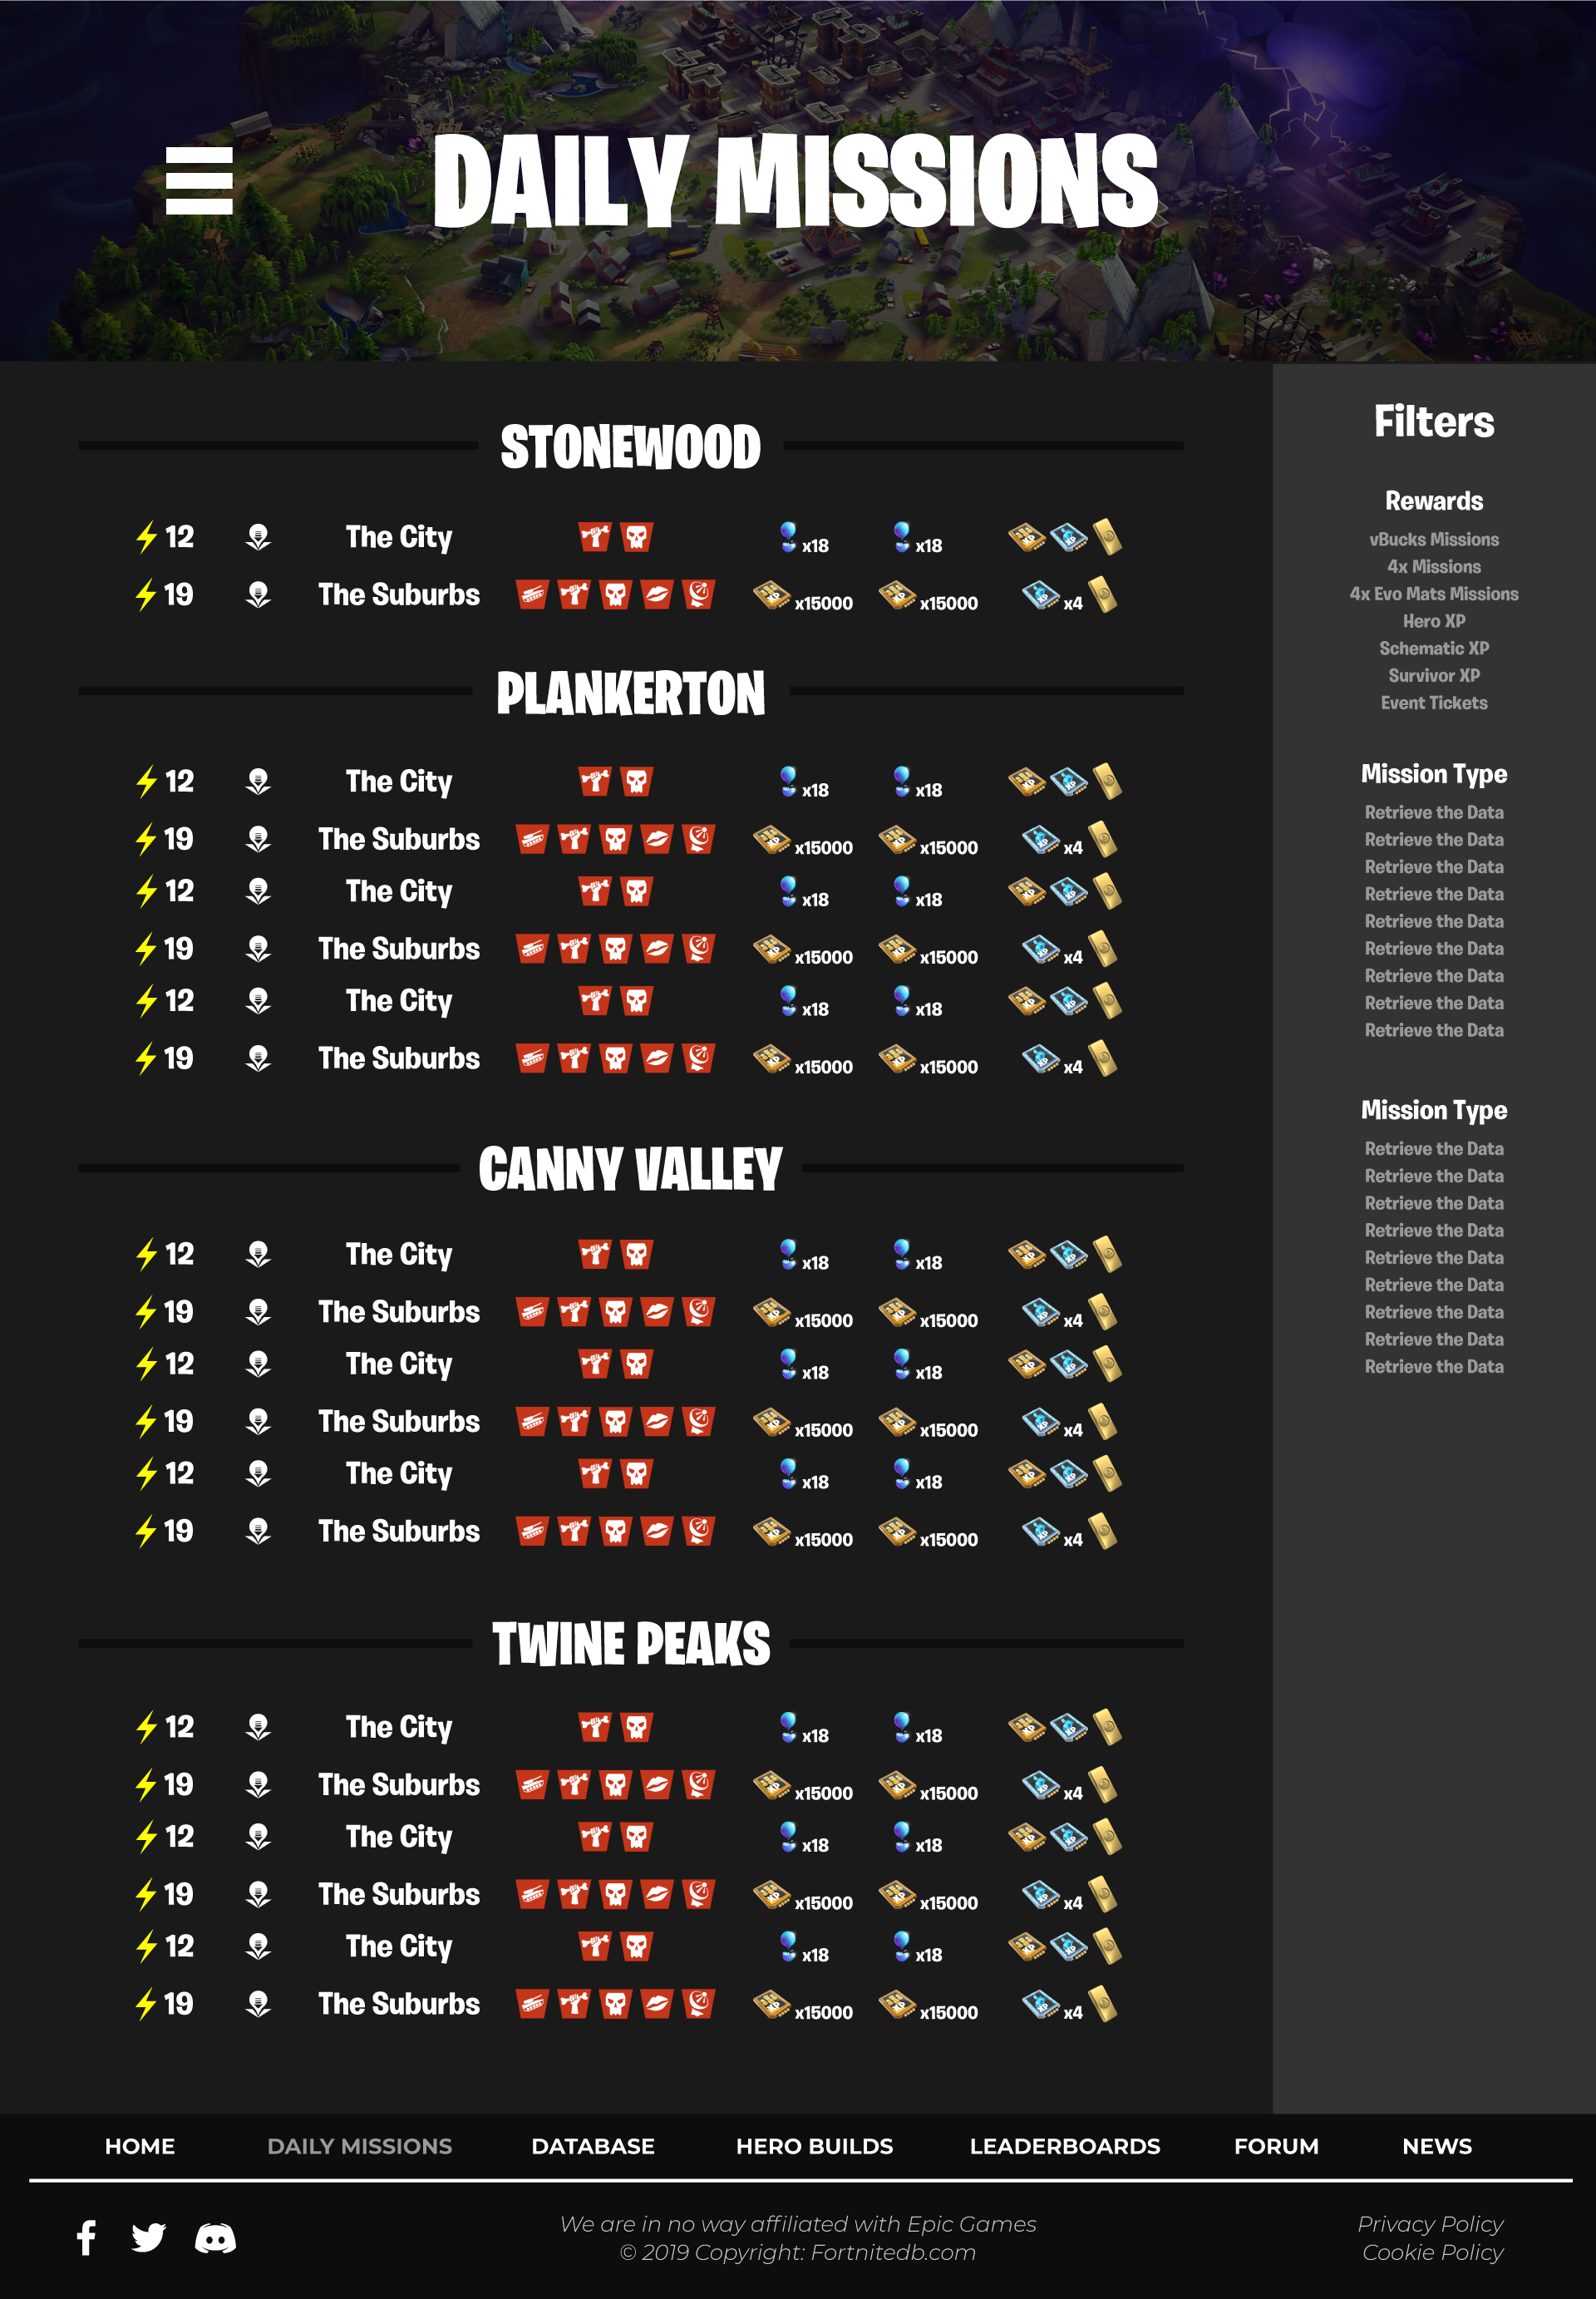 DAILY MISSIONS
STONEWOOD
12 The City x18 x18
19 The Suburbs x15000 x15000 x4
PLANKERTON
12 The City x18 x18
19 The Suburbs x15000 x15000 x4
12 The City x18 x18
19 The Suburbs x15000 x15000 x4
12 The City x18 x18
19 The Suburbs x15000 x15000 x4
CANNY VALLEY
12 The City x18 x18
19 The Suburbs x15000 x15000 x4
12 The City x18 x18
19 The Suburbs x15000 x15000 x4
12 The City x18 x18
19 The Suburbs x15000 x15000 x4
TWINE PEAKS
12 The City x18 x18
19 The Suburbs x15000 x15000 x4
12 The City x18 x18
19 The Suburbs x15000 x15000 x4
12 The City x18 x18
19 The Suburbs x15000 x15000 x4
Filters
Rewards
vBucks Missions
4x Missions
4x Evo Mats Missions
Hero XP
Schematic XP
Survivor XP
Event Tickets
Mission Type
Retrieve the Data
Retrieve the Data
Retrieve the Data
Retrieve the Data
Retrieve the Data
Retrieve the Data
Retrieve the Data
Retrieve the Data
Retrieve the Data
Mission Type
Retrieve the Data
Retrieve the Data
Retrieve the Data
Retrieve the Data
Retrieve the Data
Retrieve the Data
Retrieve the Data
Retrieve the Data
Retrieve the Data
HOME DAILY MISSIONS DATABASE HERO BUILDS LEADERBOARDS FORUM NEWS
We are in no way affiliated with Epic Games
© 2019 Copyright: Fortnitedb.com
Privacy Policy
Cookie Policy